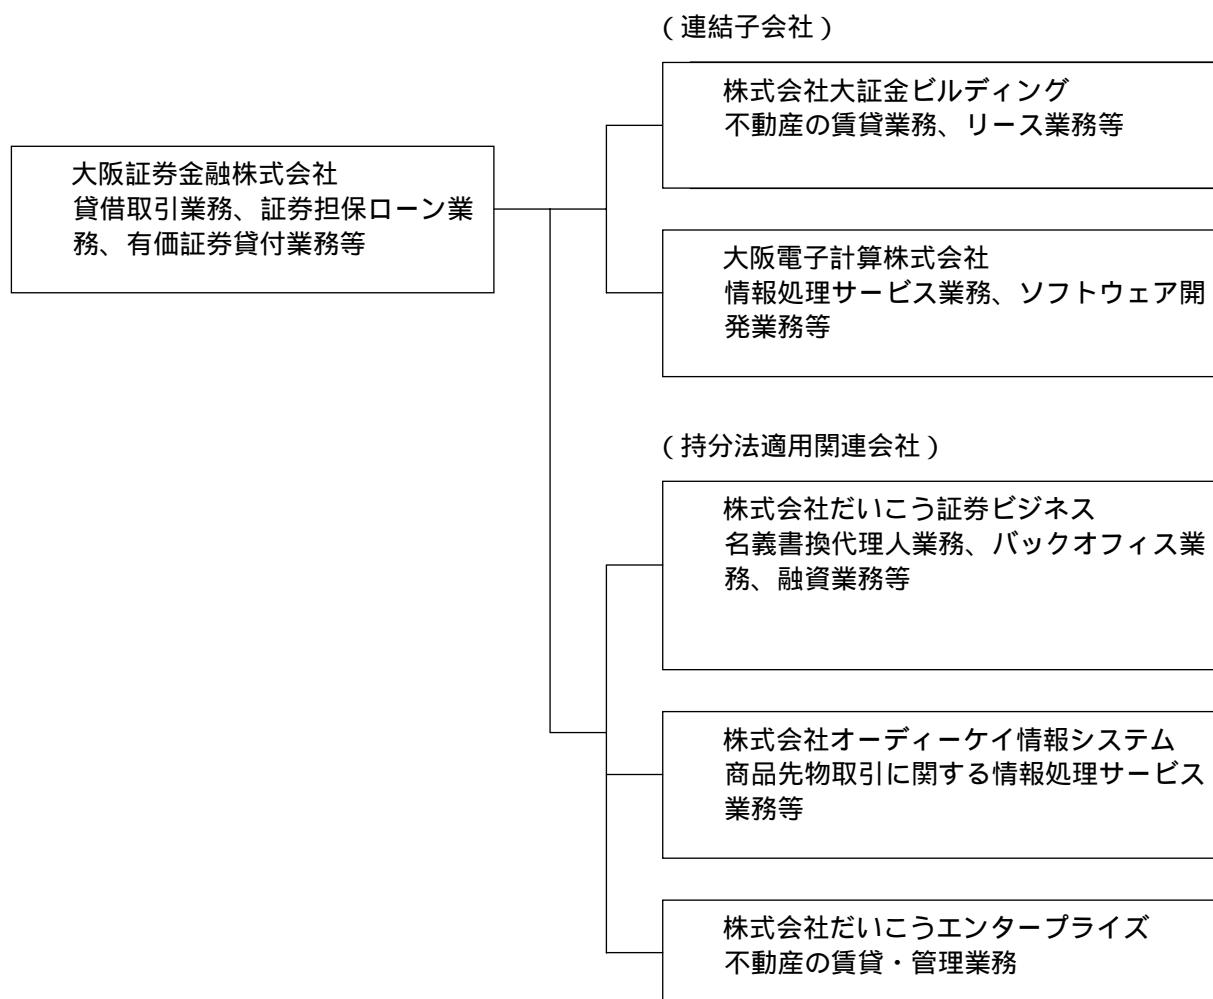 (連結子会社)
株式会社大証金ビルディング
不動産の賃貸業務、リース業務等
大阪証券金融株式会社
貸借取引業務、証券担保ローン業
務、有価証券貸付業務等
大阪電子計算株式会社
情報処理サービス業務、ソフトウェア開
発業務等
(持分法適用関連会社)
株式会社だいこう証券ビジネス
名義書換代理人業務、バックオフィス業
務、融資業務等
株式会社オーディーケイ情報システム
商品先物取引に関する情報処理サービス
業務等
株式会社だいこうエンタープライズ
不動産の賃貸・管理業務